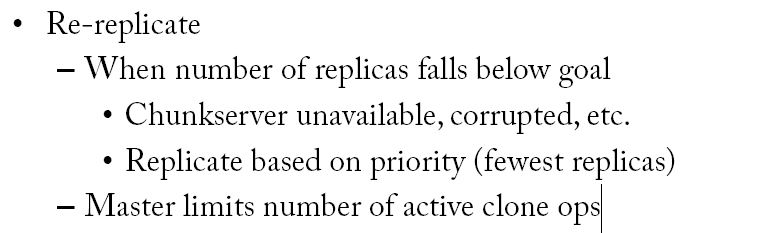 • Re-replicate
– When number of replicas falls below goal
• Chunkserver unavailable, corrupted, etc.
• Replicate based on priority (fewest replicas)
– Master limits number of active clone ops